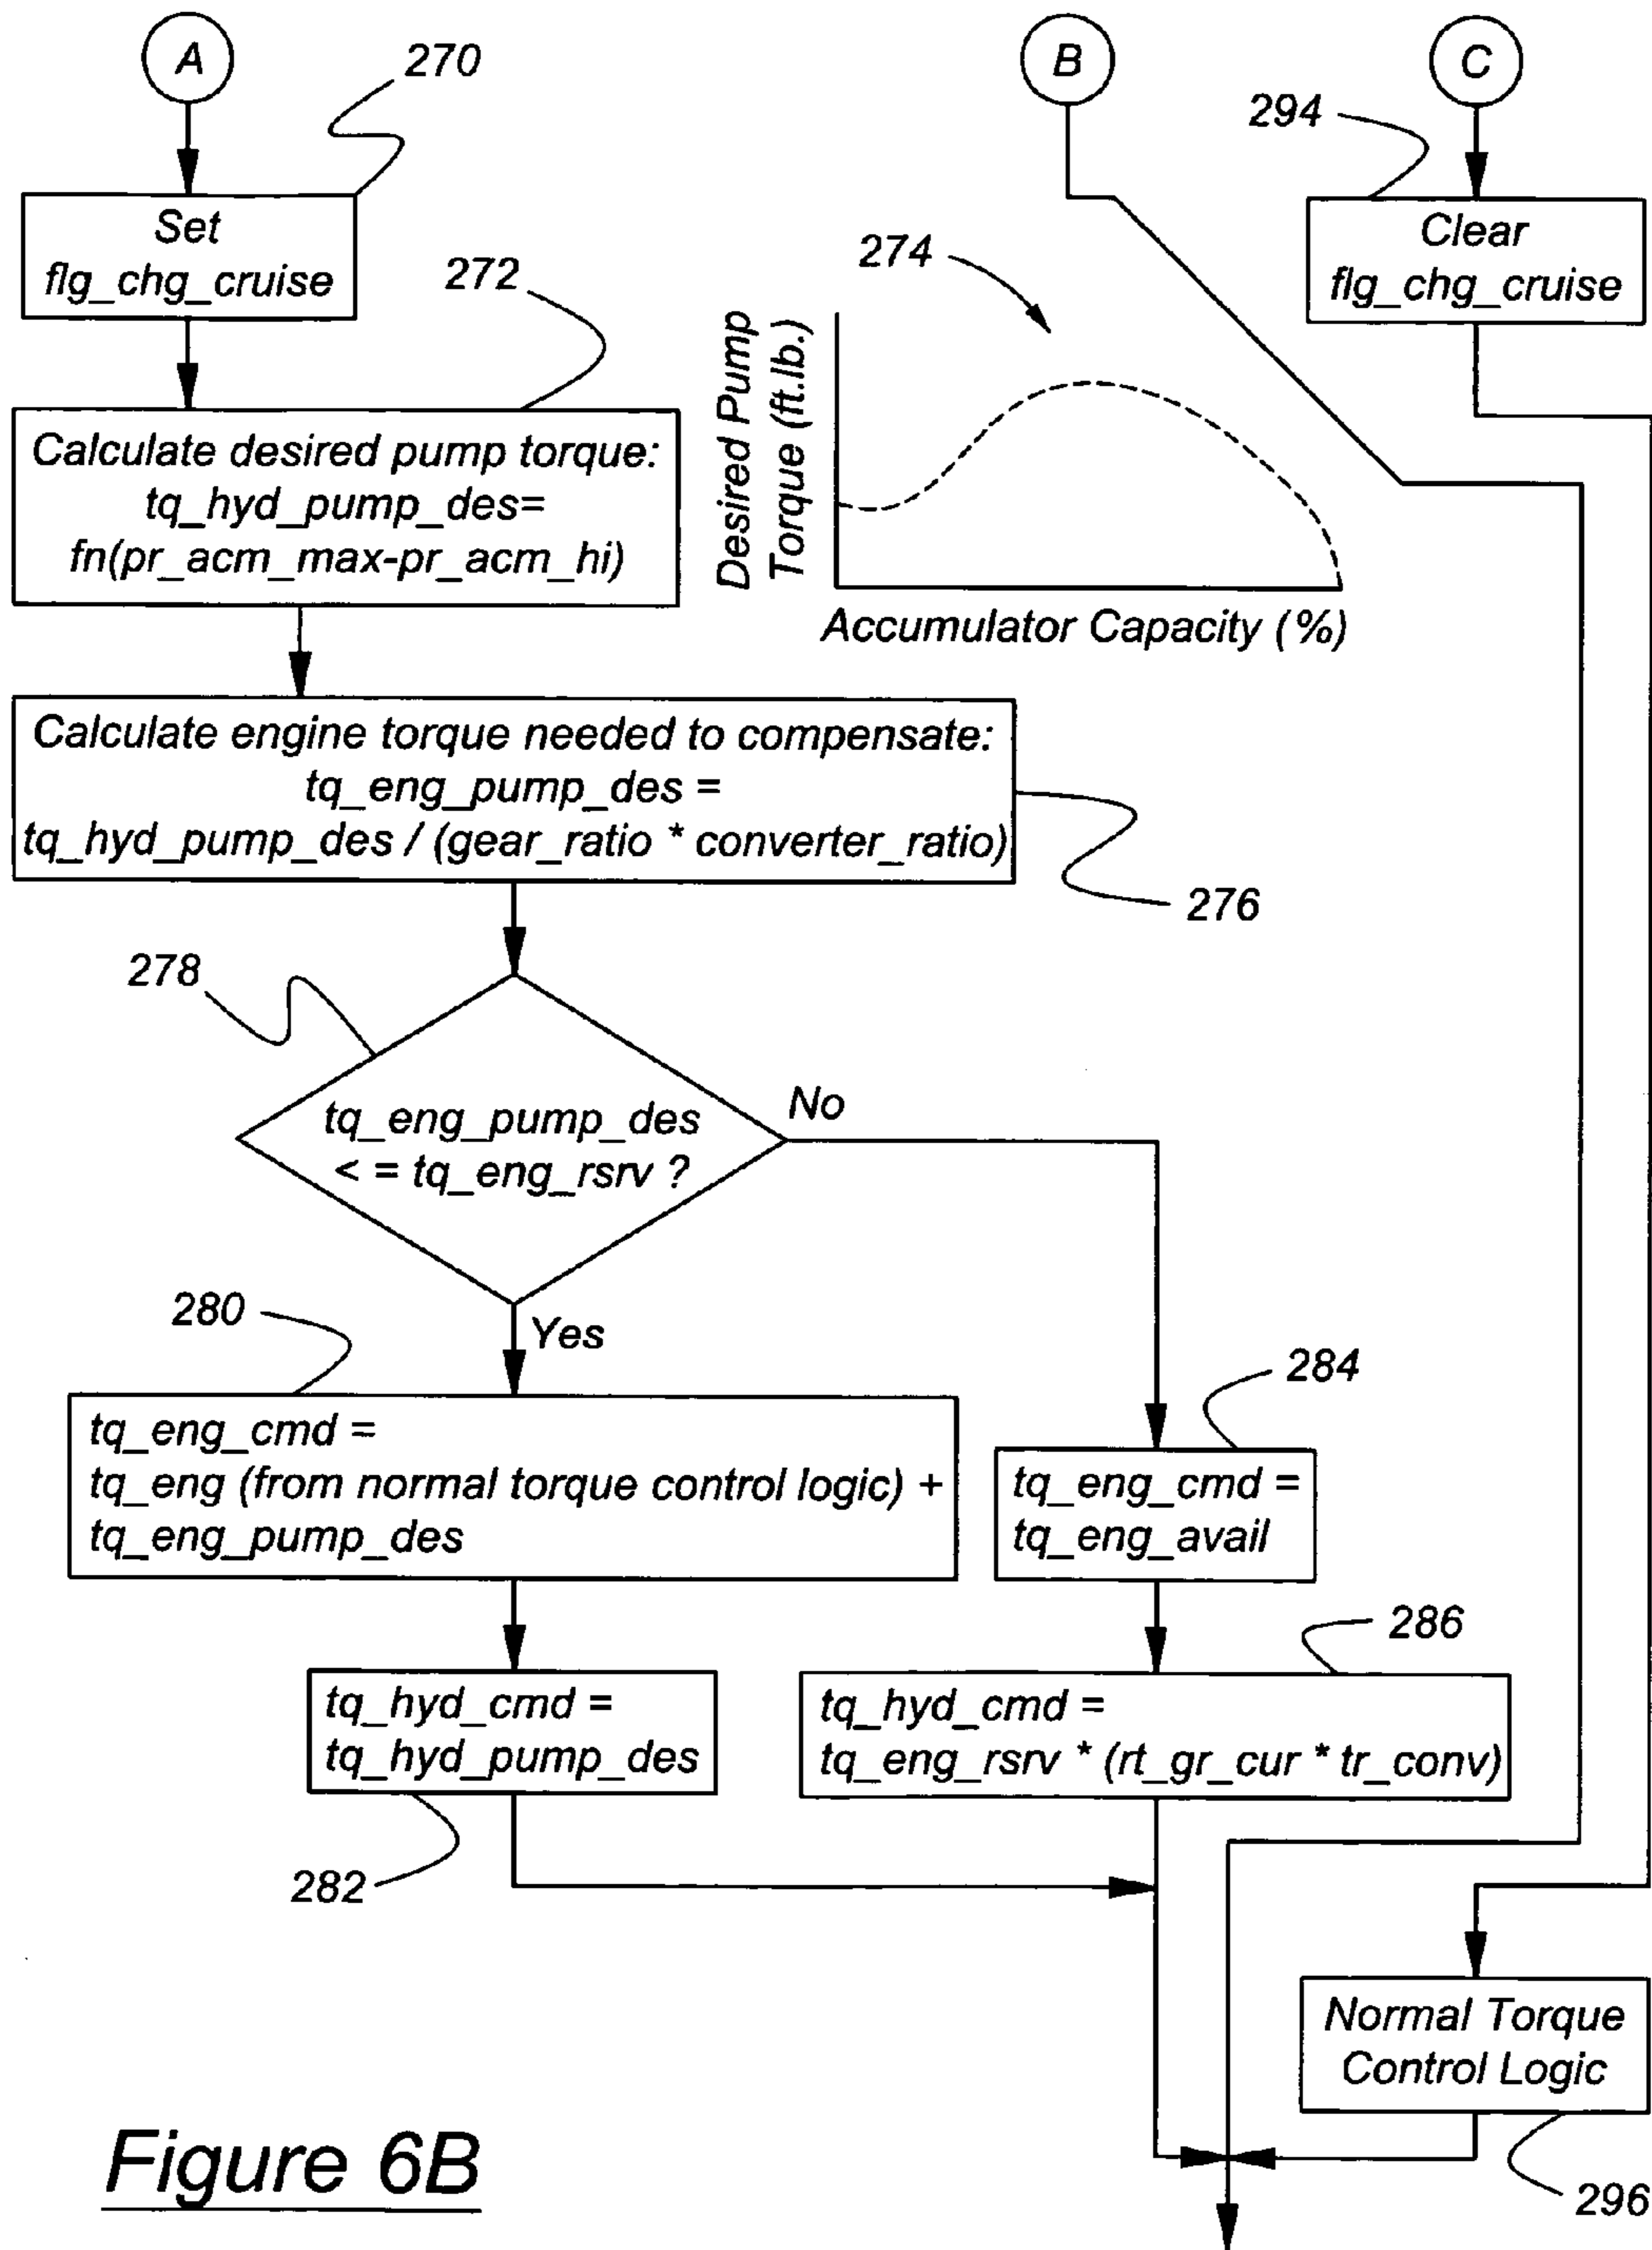 A
270
B
C
294
Set
flg_chg_cruise
Clear
flg_chg_cruise
272
274
Desired Pump
Torque (ft.lb.)
Accumulator Capacity (%)
Calculate desired pump torque:
tq_hyd_pump_des=
fn(pr_acm_max-pr_acm_hi)
Calculate engine torque needed to compensate:
tq_eng_pump_des =
tq_hyd_pump_des / (gear_ratio * converter_ratio)
276
278
tq_eng_pump_des
< = tq_eng_rsrv ?
No
Yes
280
284
tq_eng_cmd =
tq_eng (from normal torque control logic) +
tq_eng_pump_des
tq_eng_cmd =
tq_eng_avail
286
tq_hyd_cmd =
tq_hyd_pump_des
tq_hyd_cmd =
tq_eng_rsrv * (rt_gr_cur * tr_conv)
282
Normal Torque
Control Logic
296
Figure 6B